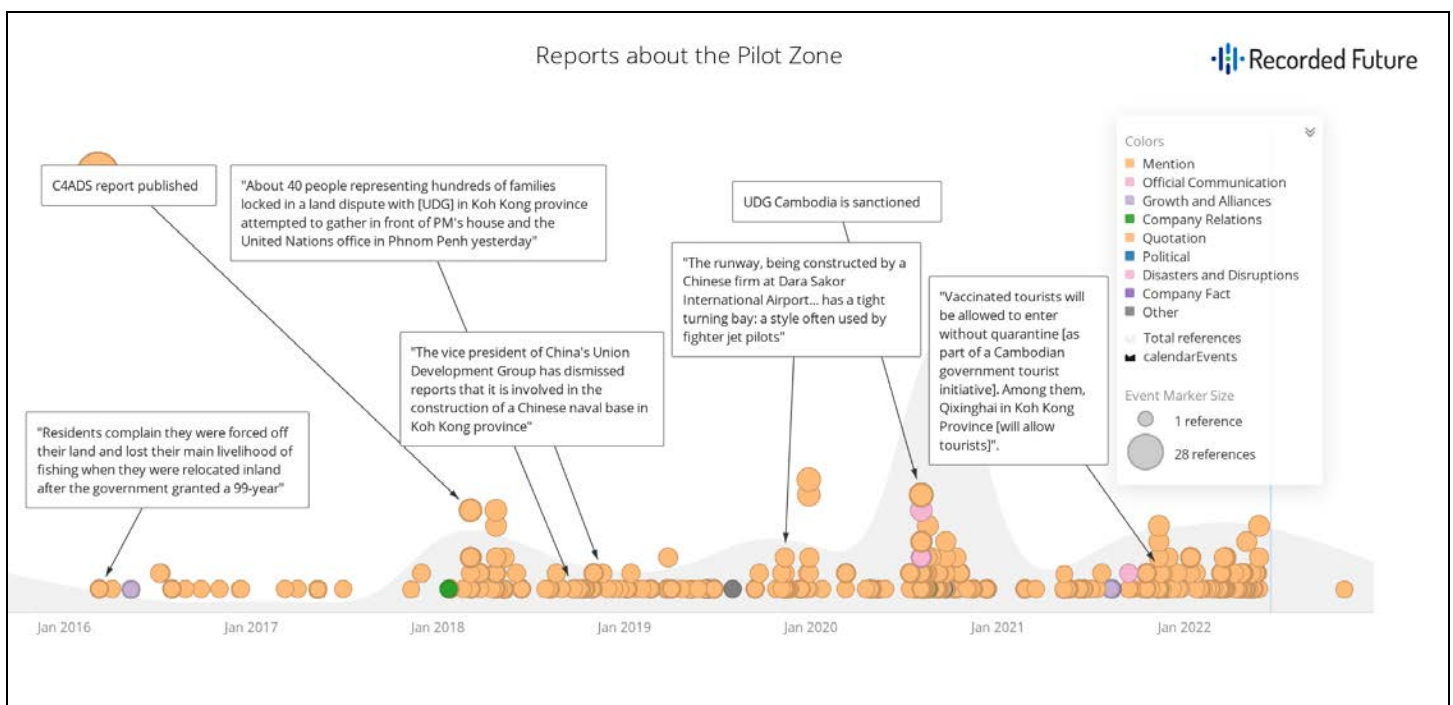 Reports about the Pilot Zone
Recorded Future
C4ADS report published
"About 40 people representing hundreds of families
locked in a land dispute with [UDG] in Koh Kong province
attempted to gather in front of PM's house and the
United Nations office in Phnom Penh yesterday"
UDG Cambodia is sanctioned
"The runway, being constructed by a
Chinese firm at Dara Sakor
International Airport... has a tight
turning bay: a style often used by
fighter jet pilots"
"Vaccinated tourists will
be allowed to enter
without quarantine [as
part of a Cambodian
government tourist
initiative]. Among them,
Qixinghai in Koh Kong
Province [will allow
tourists]".
"The vice president of China's Union
Development Group has dismissed
reports that it is involved in the
construction of a Chinese naval base in
Koh Kong province"
"Residents complain they were forced off
their land and lost their main livelihood of
fishing when they were relocated inland
after the government granted a 99-year"
Colors
Mention
Official Communication
Growth and Alliances
Company Relations
Quotation
Political
Disasters and Disruptions
Company Fact
Other
Total references
calendarEvents
Event Marker Size
1 reference
28 references
Jan 2016
Jan 2017
Jan 2018
Jan 2019
Jan 2020
Jan 2021
Jan 2022